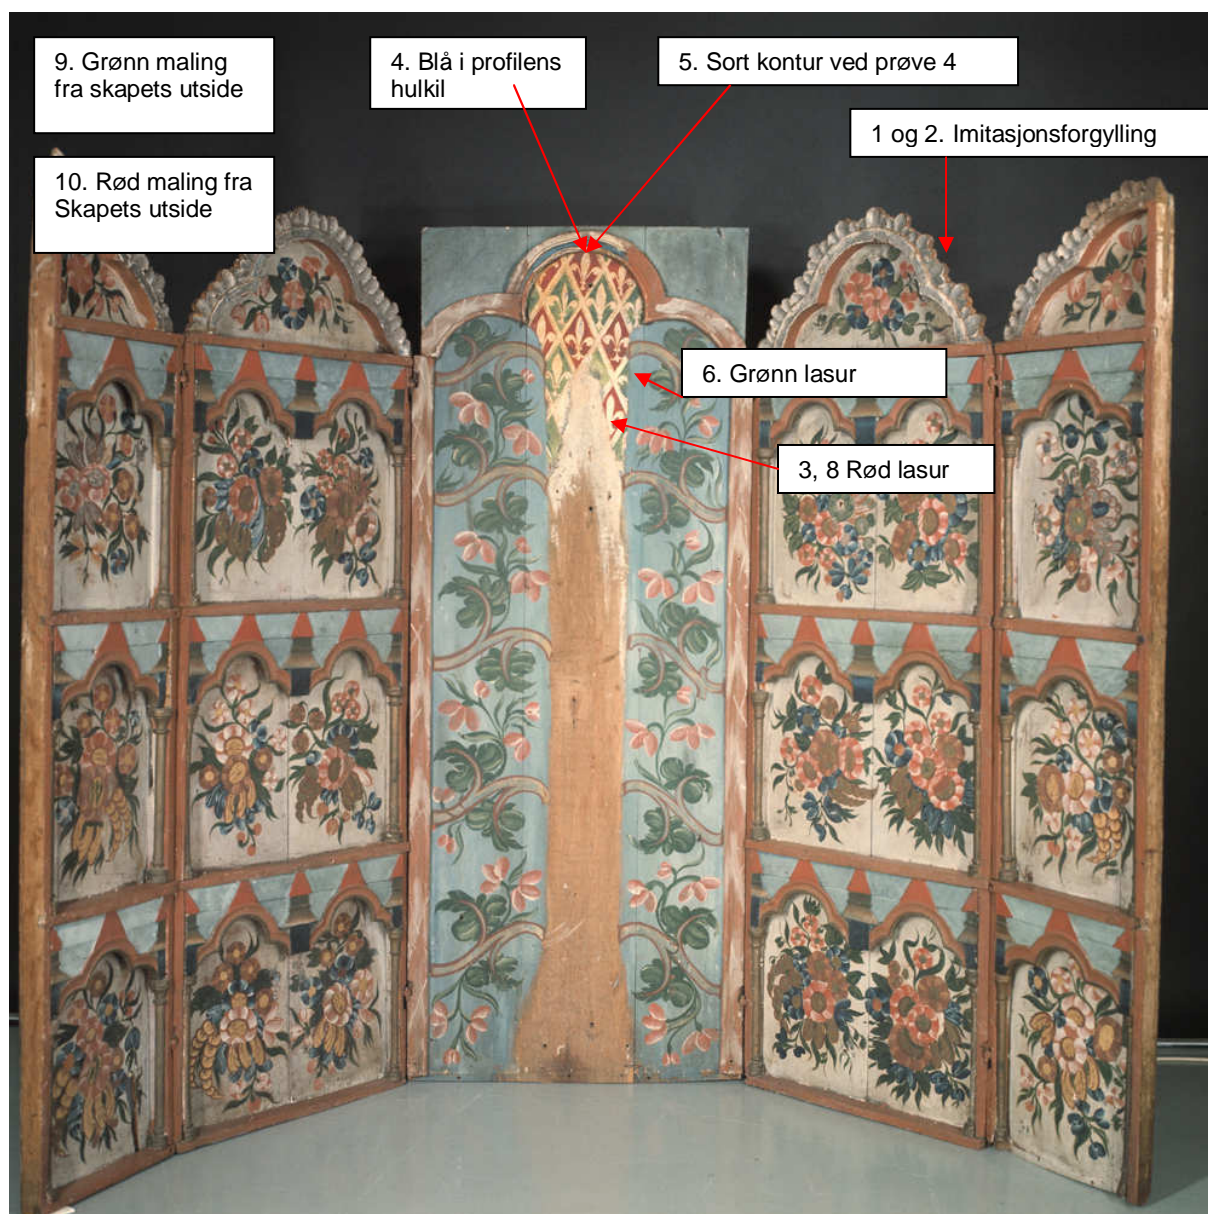 9. Grønn maling
fra skapets utside
4. Blå i profilens
hulkil
5. Sort kontur ved prøve 4
1 og 2. Imitasjonsforgylling
10. Rød maling fra
Skapets utside
6. Grønn lasur
3, 8 Rød lasur